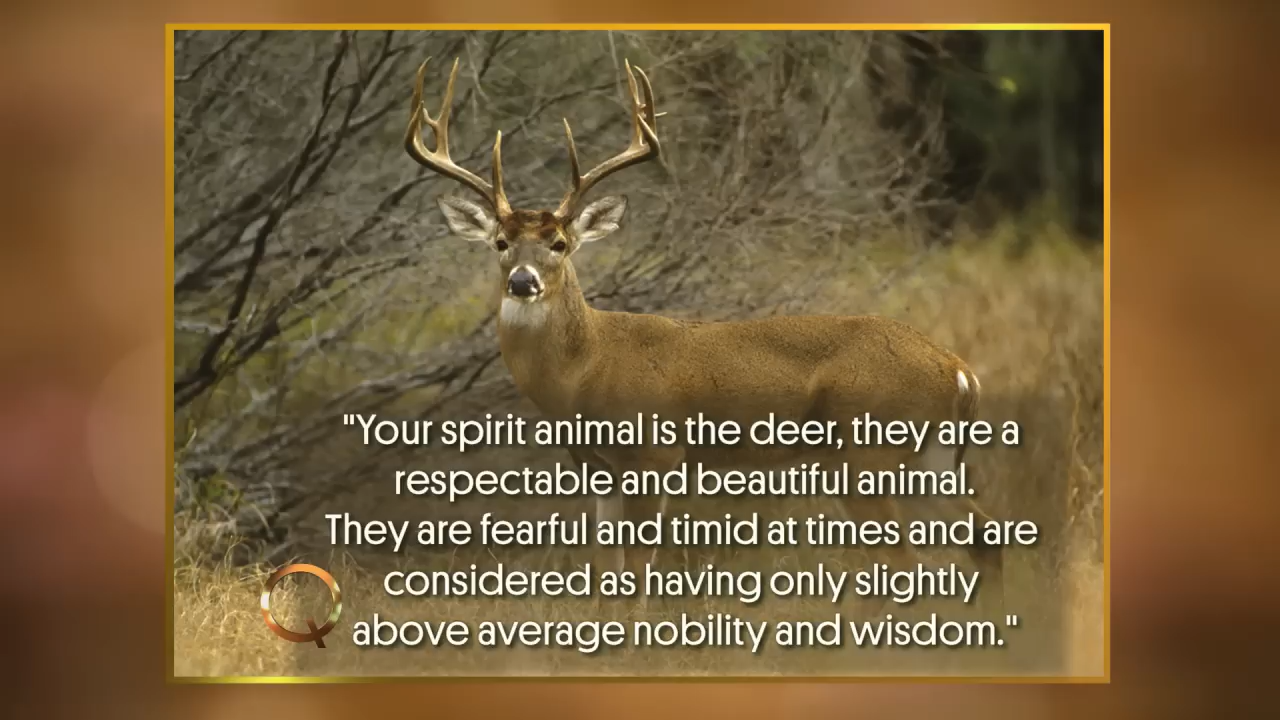 "Your spirit animal is the deer, they are a
respectable and beautiful animal.
They are fearful and timid at times and are
considered as having only slightly
above average nobility and wisdom."
Q